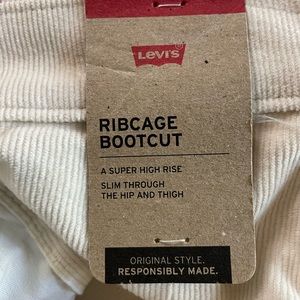 Levi's
RIBCAGE
BOOTCUT
A SUPER HIGH RISE
SLIM THROUGH
THE HIP AND THIGH
ORIGINAL STYLE.
RESPONSIBLY MADE.